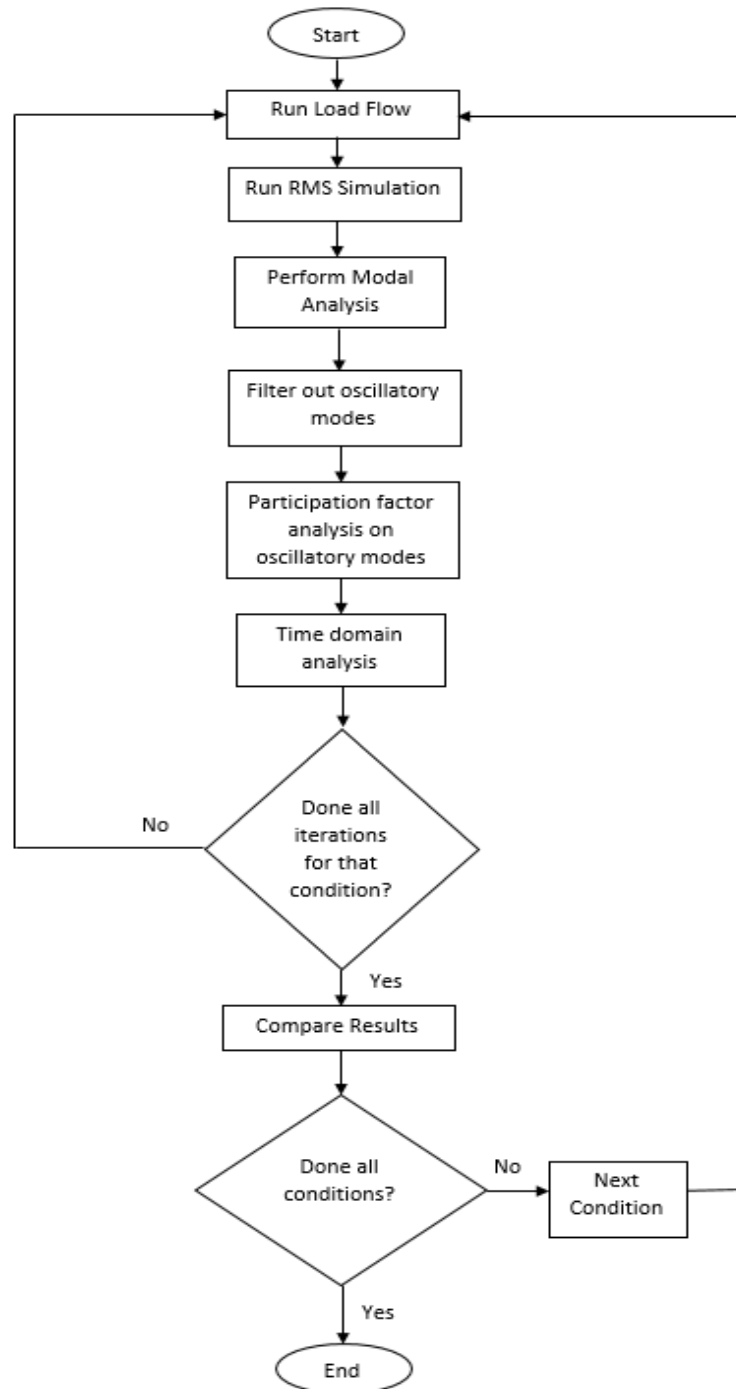 Start
Run Load Flow
Run RMS Simulation
Perform Modal
Analysis
Filter out oscillatory
modes
Participation factor
analysis on
oscillatory modes
Time domain
analysis
Done all
iterations
for that
condition?
No
Yes
Compare Results
Done all
conditions?
No
Next
Condition
Yes
End